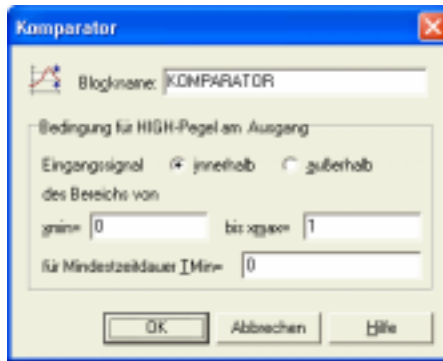 Komparator
Blockname: KOMPARATOR
Bedingung für HIGH-Pegel am Ausgang
Eingangssignal innerhalb außerhalb
des Bereichs von
xmin= 0 bis xmax= 1
für Mindestzeitdauer TMin= 0
OK Abbrechen Hilfe